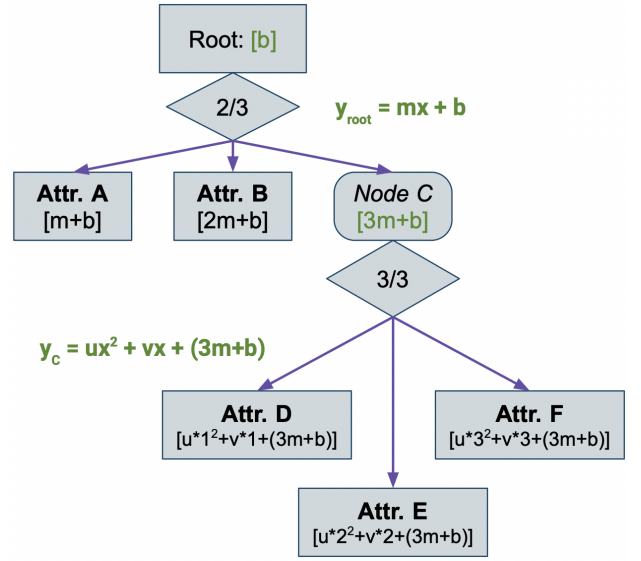 Root: [b]
2/3
y_root = mx + b
Attr. A
[m+b]
Attr. B
[2m+b]
Node C
[3m+b]
3/3
y_C = ux² + vx + (3m+b)
Attr. D
[u*1²+v*1+(3m+b)]
Attr. F
[u*3²+v*3+(3m+b)]
Attr. E
[u*2²+v*2+(3m+b)]